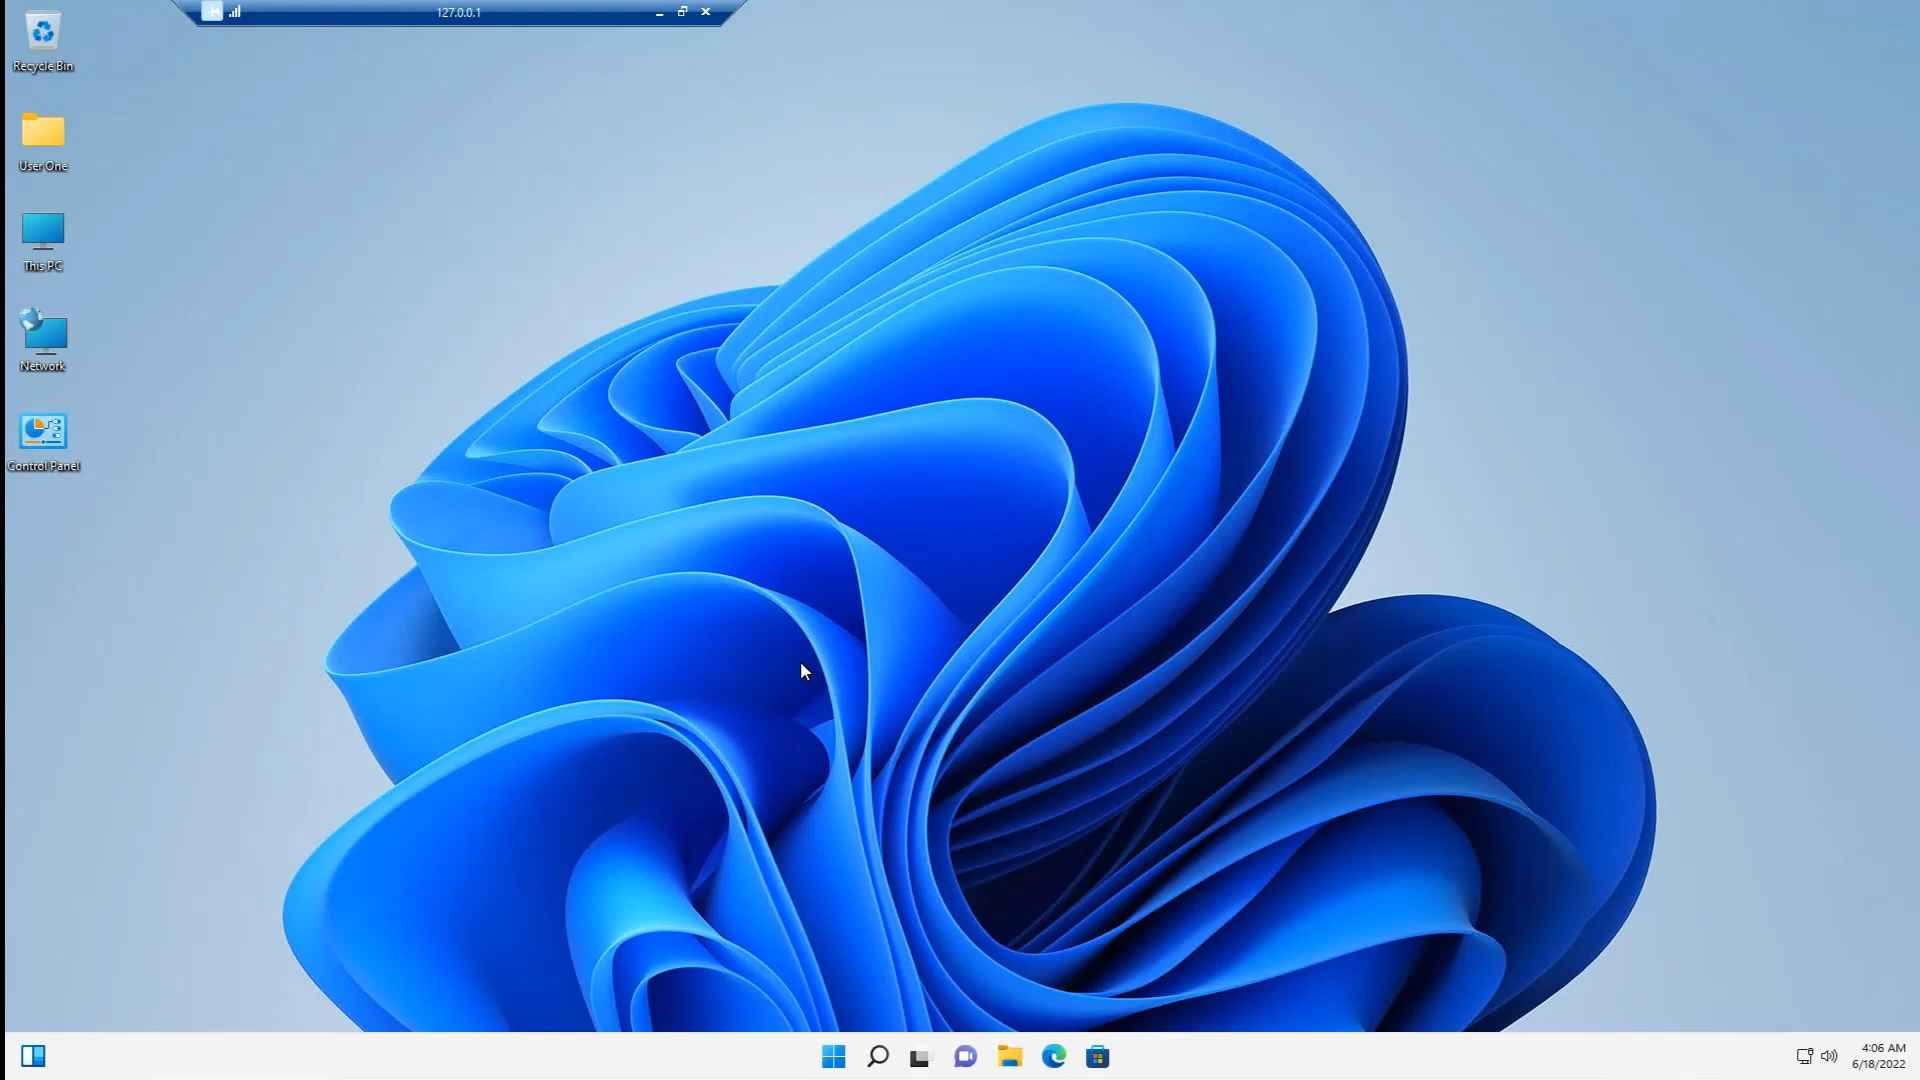 127.0.0.1
Recycle Bin
User One
This PC
Network
Control Panel
4:06 AM
6/18/2022